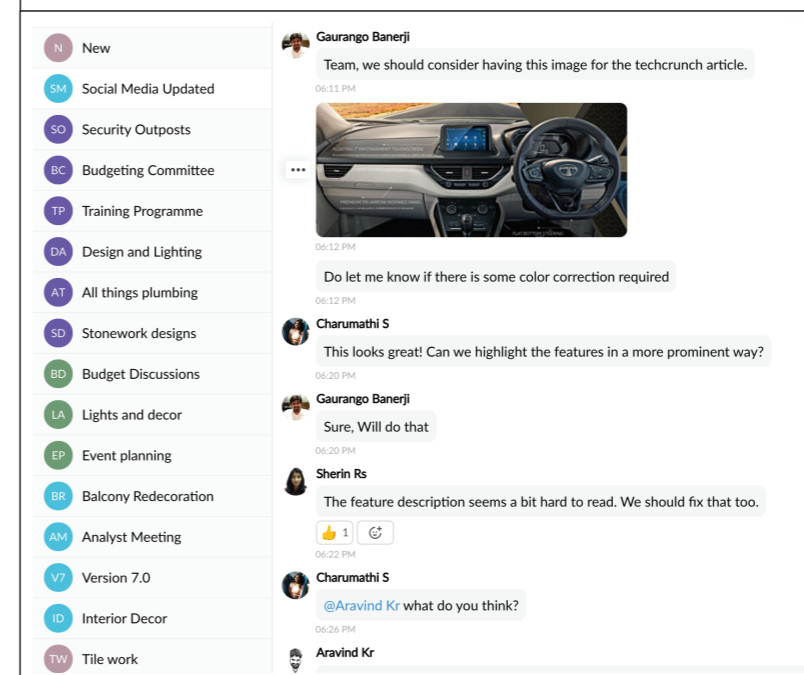 N New
SM Social Media Updated
SO Security Outposts
BC Budgeting Committee
TP Training Programme
DA Design and Lighting
AT All things plumbing
SD Stonework designs
BD Budget Discussions
LA Lights and decor
EP Event planning
BR Balcony Redecoration
AM Analyst Meeting
V7 Version 7.0
ID Interior Decor
TW Tile work
Gaurango Banerji
Team, we should consider having this image for the techcrunch article.
06:11 PM
FLAT BOTTOM STEERING
06:12 PM
Do let me know if there is some color correction required
06:12 PM
Charumathi S
This looks great! Can we highlight the features in a more prominent way?
06:20 PM
Gaurango Banerji
Sure, Will do that
06:20 PM
Sherin Rs
The feature description seems a bit hard to read. We should fix that too.
👍 1
06:22 PM
Charumathi S
@Aravind Kr what do you think?
06:26 PM
Aravind Kr